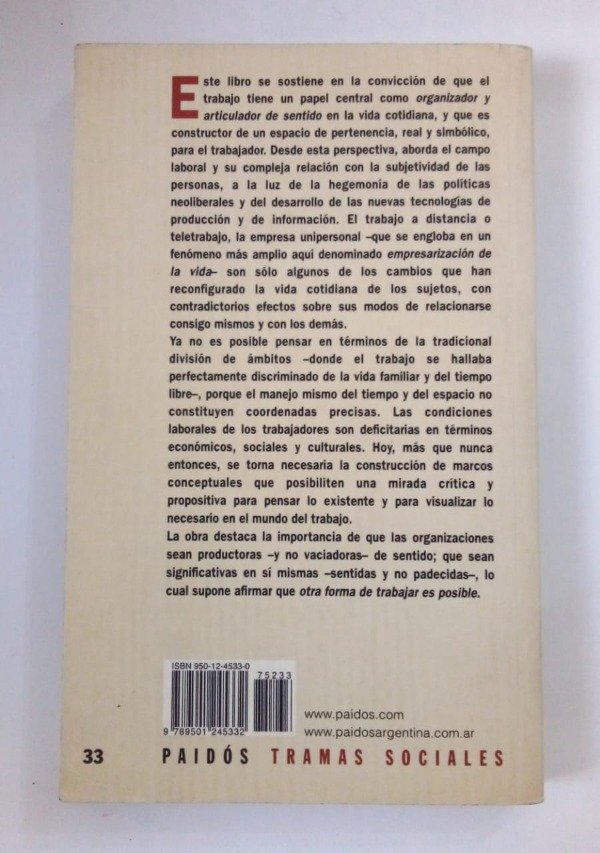 Este libro se sostiene en la convicción de que el
trabajo tiene un papel central como organizador y
articulador de sentido en la vida cotidiana, y que es
constructor de un espacio de pertenencia, real y simbólico,
para el trabajador. Desde esta perspectiva, aborda el campo
laboral y su compleja relación con la subjetividad de las
personas, a la luz de la hegemonía de las políticas
neoliberales y del desarrollo de las nuevas tecnologías de
producción y de información. El trabajo a distancia o
teletrabajo, la empresa unipersonal –que se engloba en un
fenómeno más amplio aquí denominado empresarización de
la vida– son sólo algunos de los cambios que han
reconfigurado la vida cotidiana de los sujetos, con
contradictorios efectos sobre sus modos de relacionarse
consigo mismos y con los demás.
Ya no es posible pensar en términos de la tradicional
división de ámbitos –donde el trabajo se hallaba
perfectamente discriminado de la vida familiar y del tiempo
libre–, porque el manejo mismo del tiempo y del espacio no
constituyen coordenadas precisas. Las condiciones
laborales de los trabajadores son deficitarias en términos
económicos, sociales y culturales. Hoy, más que nunca
entonces, se torna necesaria la construcción de marcos
conceptuales que posibiliten una mirada crítica y
propositiva para pensar lo existente y para visualizar lo
necesario en el mundo del trabajo.
La obra destaca la importancia de que las organizaciones
sean productoras –y no vaciadoras– de sentido; que sean
significativas en sí mismas –sentidas y no padecidas–, lo
cual supone afirmar que otra forma de trabajar es posible.
ISBN 950-12-4533-0
75233
9 789501 245332
www.paidos.com
www.paidosargentina.com.ar
33 PAIDÓS TRAMAS SOCIALES